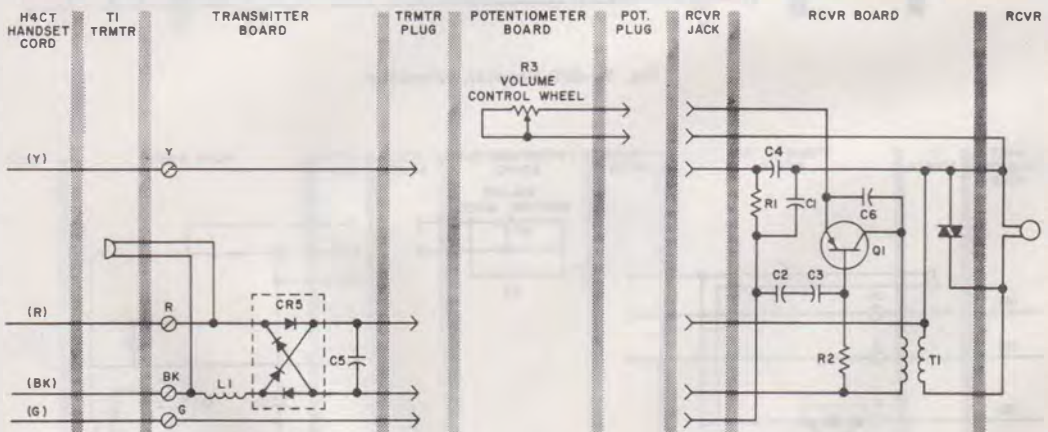 H4CT
HANDSET
CORD
T1
TRMTR
TRANSMITTER
BOARD
TRMTR
PLUG
POTENTIOMETER
BOARD
POT.
PLUG
RCVR
JACK
RCVR BOARD
RCVR
R3
VOLUME
CONTROL WHEEL
(Y)
Y
C4
R1
C1
C6
Q1
C2
C3
(R)
R
CR5
C5
R2
T1
(BK)
BK
L1
(G)
G